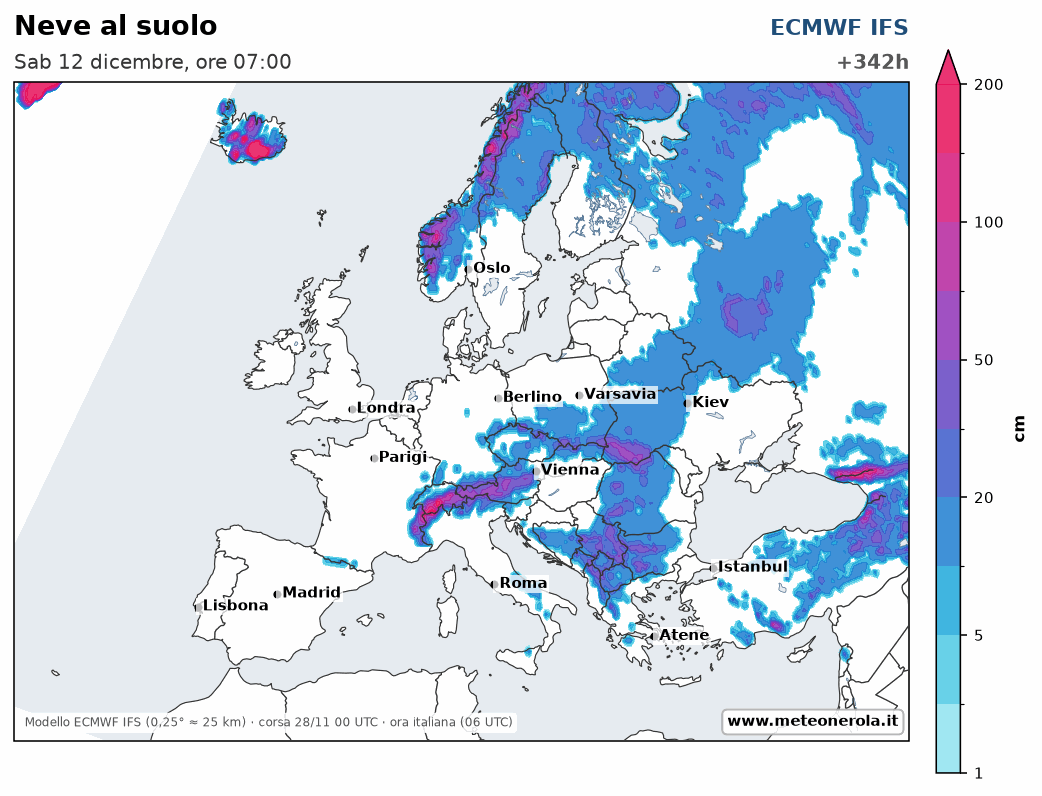 Neve al suolo
ECMWF IFS
Sab 12 dicembre, ore 07:00
+342h
200
100
50
20
5
1
cm
Oslo
Londra
Berlino
Varsavia
Kiev
Parigi
Vienna
Istanbul
Roma
Madrid
Lisbona
Atene
Modello ECMWF IFS (0,25° ≈ 25 km) · corsa 28/11 00 UTC · ora italiana (06 UTC)
www.meteonerola.it